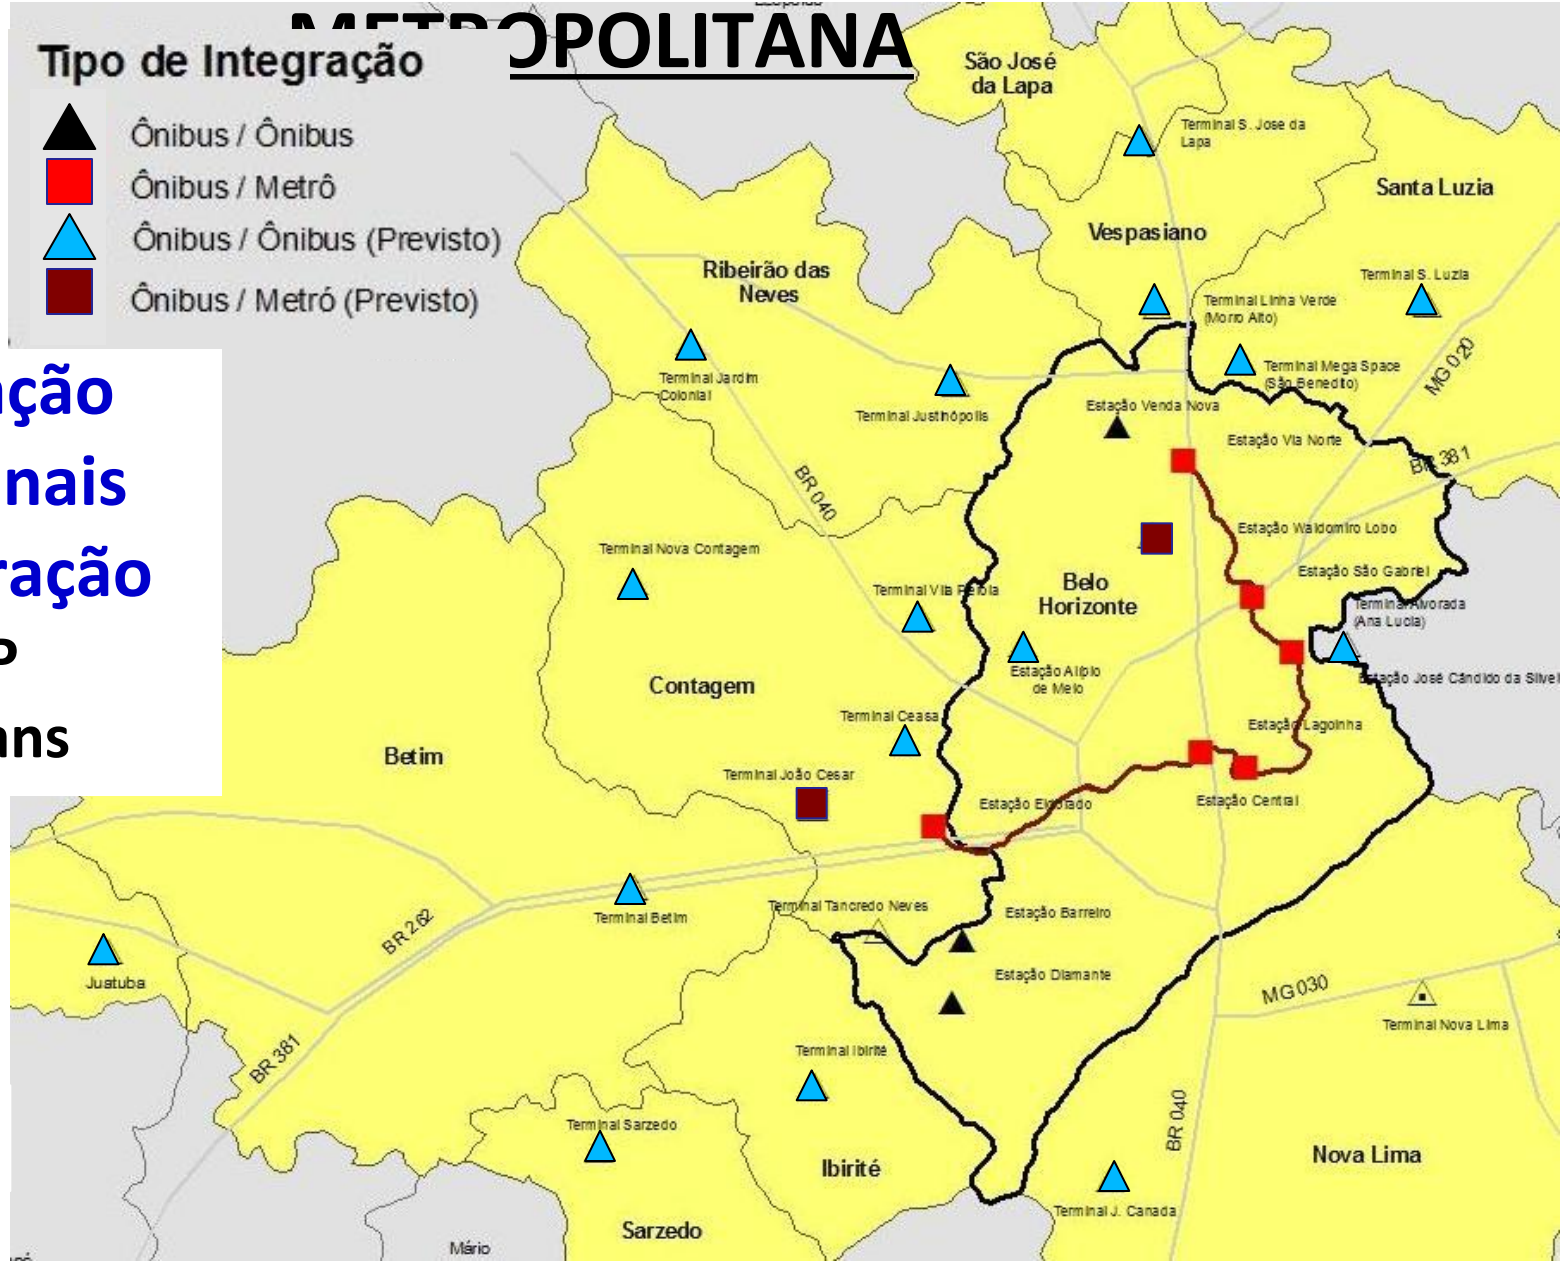 METROPOLITANA
Tipo de Integração
Ônibus / Ônibus
Ônibus / Metrô
Ônibus / Ônibus (Previsto)
Ônibus / Metró (Previsto)
ação
nais
ração
P
ans
São José
da Lapa
Terminal S. Jose da
Lapa
Santa Luzia
Vespasiano
Terminal S. Luzia
Ribeirão das
Neves
Terminal Linha Verde
(Morro Alto)
MG 020
Terminal Jardim
Colonial
Terminal Mega Space
(São Benedito)
Terminal Justinópolis
Estação Venda Nova
Estação Via Norte
BR 381
BR 040
Estação Waldomiro Lobo
Terminal Nova Contagem
Estação São Gabriel
Belo
Horizonte
Terminal Vila Perola
Terminal Alvorada
(Ana Lucia)
Estação Alipio
de Melo
Estação José Cândido da Silvei
Contagem
Terminal Ceasa
Estação Lagoinha
Betim
Terminal João Cesar
Estação Eldorado
Estação Central
Terminal Betim
Terminal Tancredo Neves
Estação Barreiro
BR 262
Juatuba
Estação Diamante
MG 030
Terminal Nova Lima
BR 381
Terminal Ibirité
BR 040
Terminal Sarzedo
Ibirité
Nova Lima
Terminal J. Canada
Sarzedo
Mário